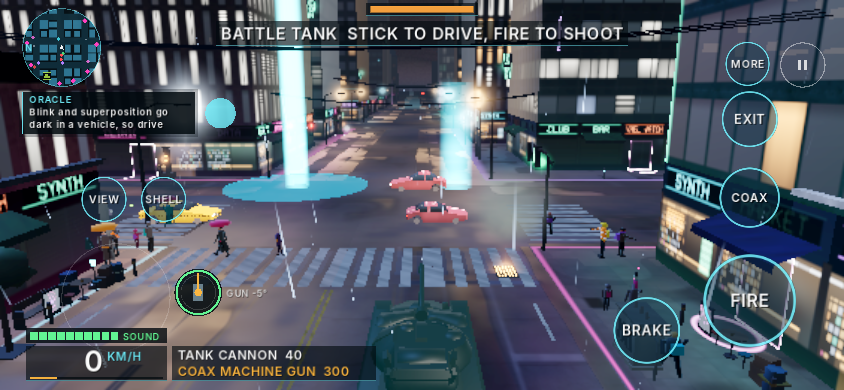 BATTLE TANK STICK TO DRIVE, FIRE TO SHOOT
N
MORE
ORACLE
Blink and superposition go
dark in a vehicle, so drive
EXIT
CLUB BAR
SYNTH
SYNTH
VIEW
SHELL
COAX
GUN -5°
FIRE
BRAKE
SOUND
0 KM/H
TANK CANNON 40
COAX MACHINE GUN 300